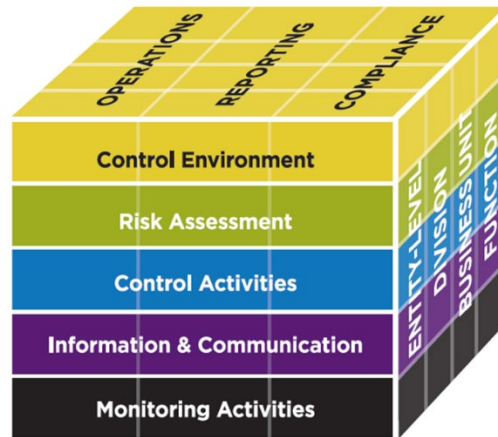 OPERATIONS
REPORTING
COMPLIANCE
Control Environment
Risk Assessment
Control Activities
Information & Communication
Monitoring Activities
ENTITY-LEVEL
DIVISION
BUSINESS UNIT
FUNCTION